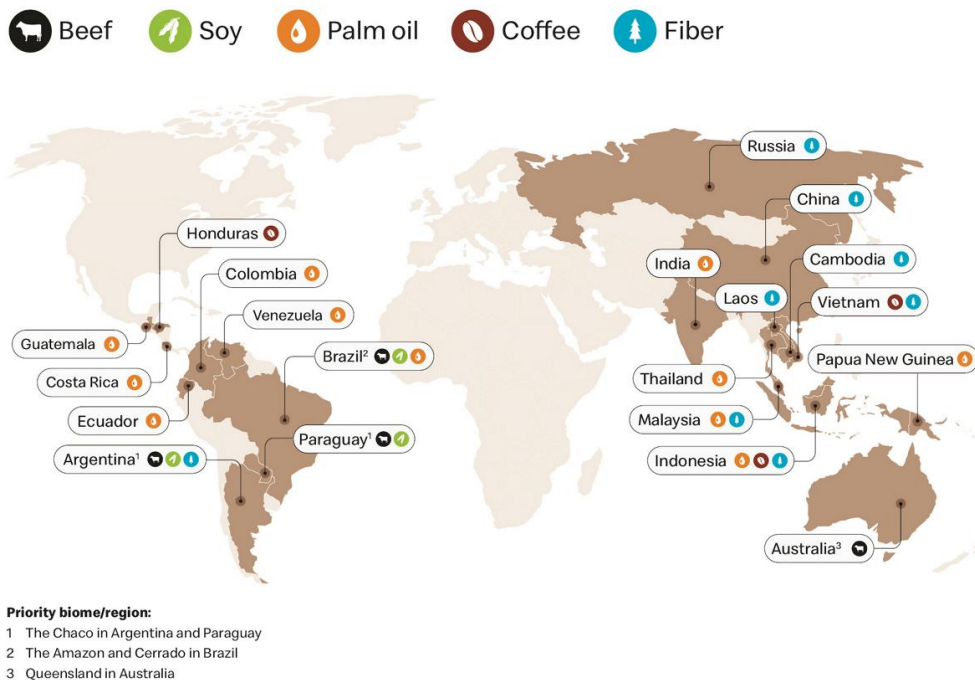 Beef Soy Palm oil Coffee Fiber
Russia
China
Honduras
Cambodia
India
Colombia
Laos
Vietnam
Venezuela
Guatemala
Brazil²
Papua New Guinea
Costa Rica
Thailand
Ecuador
Malaysia
Paraguay¹
Argentina¹
Indonesia
Australia³
Priority biome/region:
1 The Chaco in Argentina and Paraguay
2 The Amazon and Cerrado in Brazil
3 Queensland in Australia